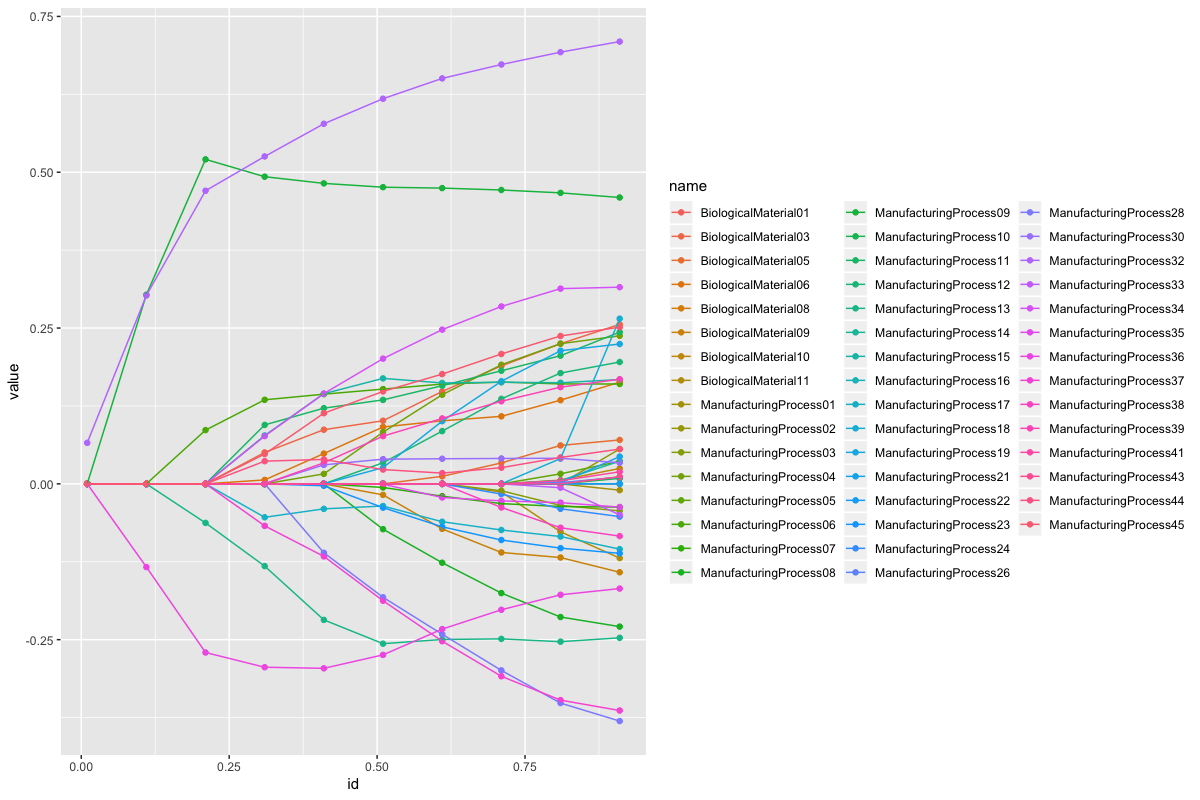 0.75
0.50
0.25
0.00
-0.25
value
0.00
0.25
0.50
0.75
id
name
BiologicalMaterial01
BiologicalMaterial03
BiologicalMaterial05
BiologicalMaterial06
BiologicalMaterial08
BiologicalMaterial09
BiologicalMaterial10
BiologicalMaterial11
ManufacturingProcess01
ManufacturingProcess02
ManufacturingProcess03
ManufacturingProcess04
ManufacturingProcess05
ManufacturingProcess06
ManufacturingProcess07
ManufacturingProcess08
ManufacturingProcess09
ManufacturingProcess10
ManufacturingProcess11
ManufacturingProcess12
ManufacturingProcess13
ManufacturingProcess14
ManufacturingProcess15
ManufacturingProcess16
ManufacturingProcess17
ManufacturingProcess18
ManufacturingProcess19
ManufacturingProcess21
ManufacturingProcess22
ManufacturingProcess23
ManufacturingProcess24
ManufacturingProcess26
ManufacturingProcess28
ManufacturingProcess30
ManufacturingProcess32
ManufacturingProcess33
ManufacturingProcess34
ManufacturingProcess35
ManufacturingProcess36
ManufacturingProcess37
ManufacturingProcess38
ManufacturingProcess39
ManufacturingProcess41
ManufacturingProcess43
ManufacturingProcess44
ManufacturingProcess45